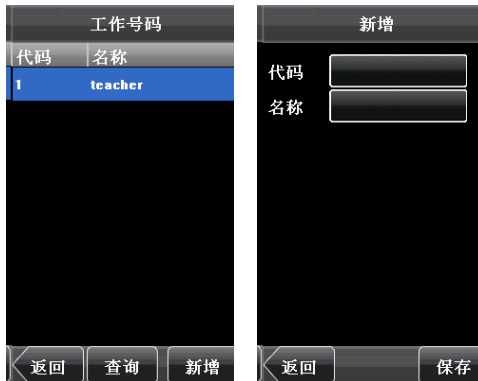 工作号码
代码 名称
1 teacher
返回 查询 新增
新增
代码
名称
返回 保存